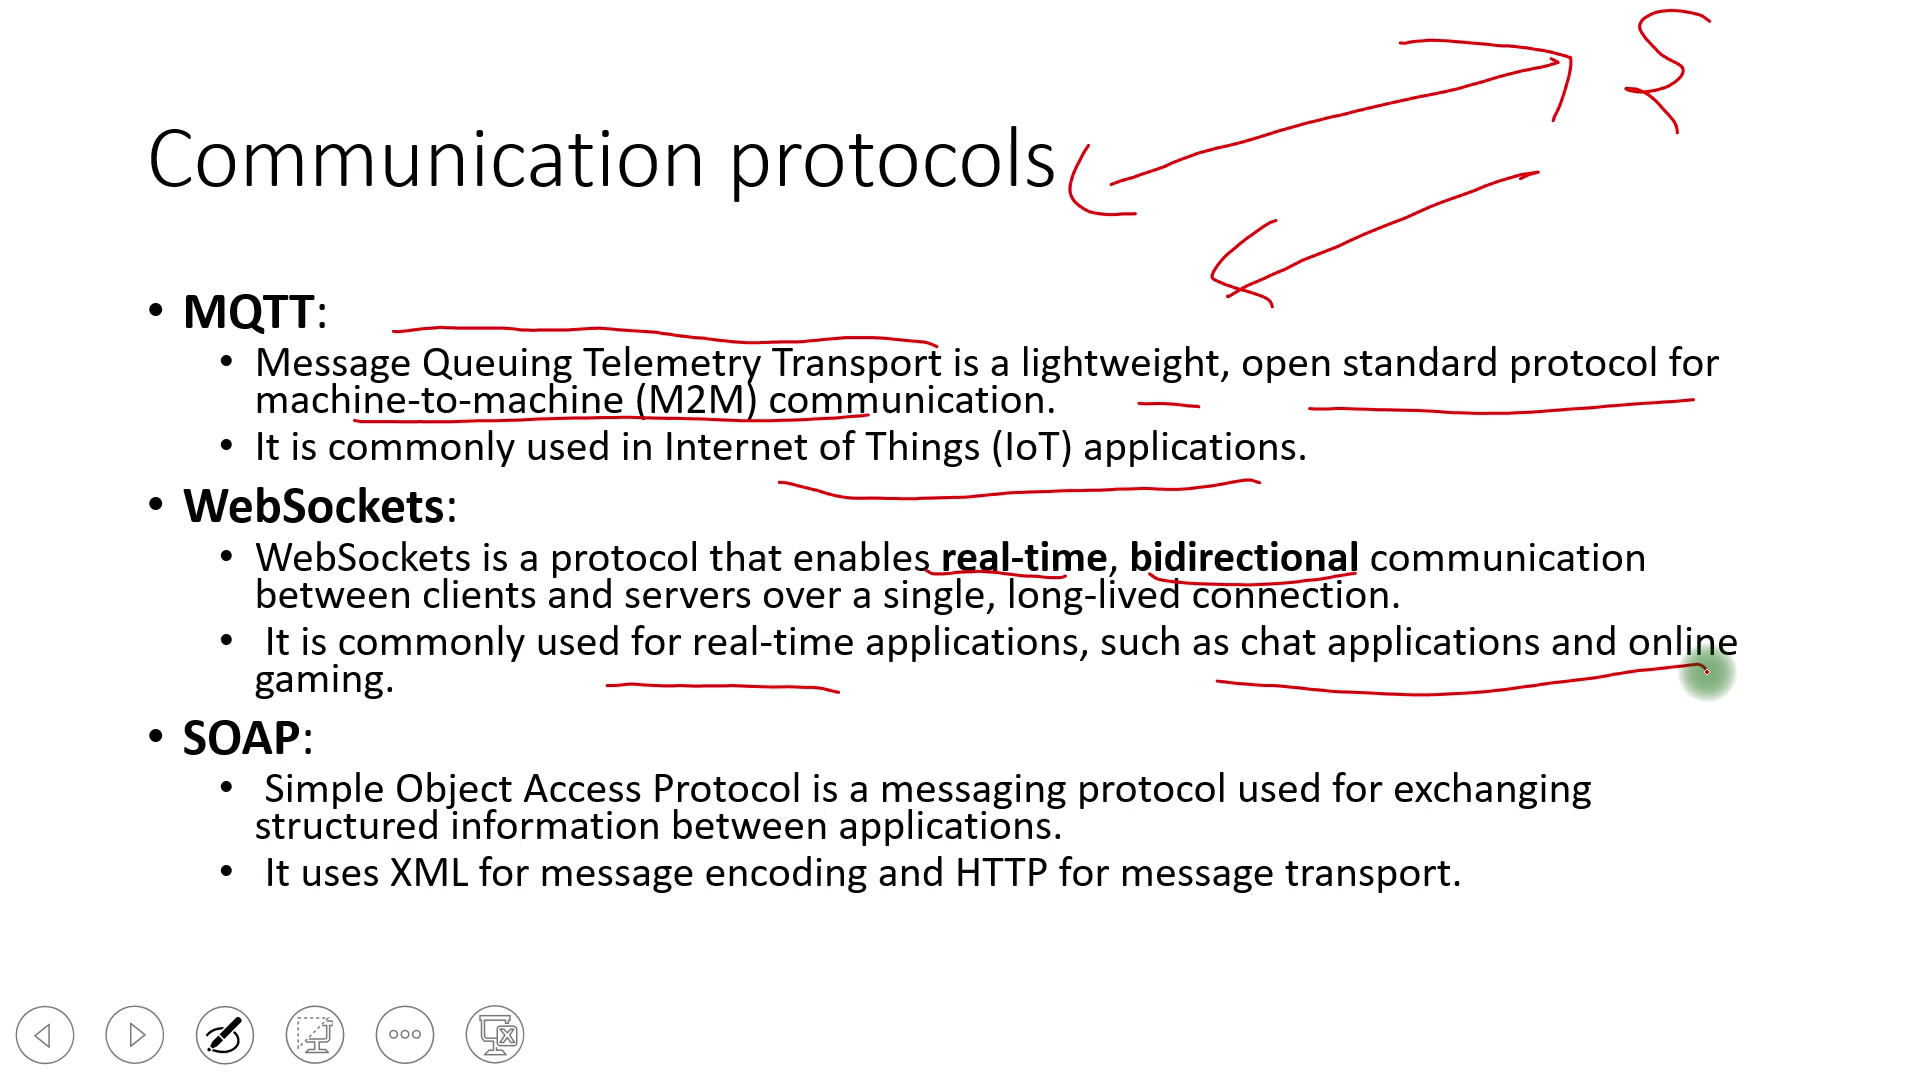 Communication protocols
• MQTT:
• Message Queuing Telemetry Transport is a lightweight, open standard protocol for
machine-to-machine (M2M) communication.
• It is commonly used in Internet of Things (IoT) applications.
• WebSockets:
• WebSockets is a protocol that enables real-time, bidirectional communication
between clients and servers over a single, long-lived connection.
• It is commonly used for real-time applications, such as chat applications and online
gaming.
• SOAP:
• Simple Object Access Protocol is a messaging protocol used for exchanging
structured information between applications.
• It uses XML for message encoding and HTTP for message transport.